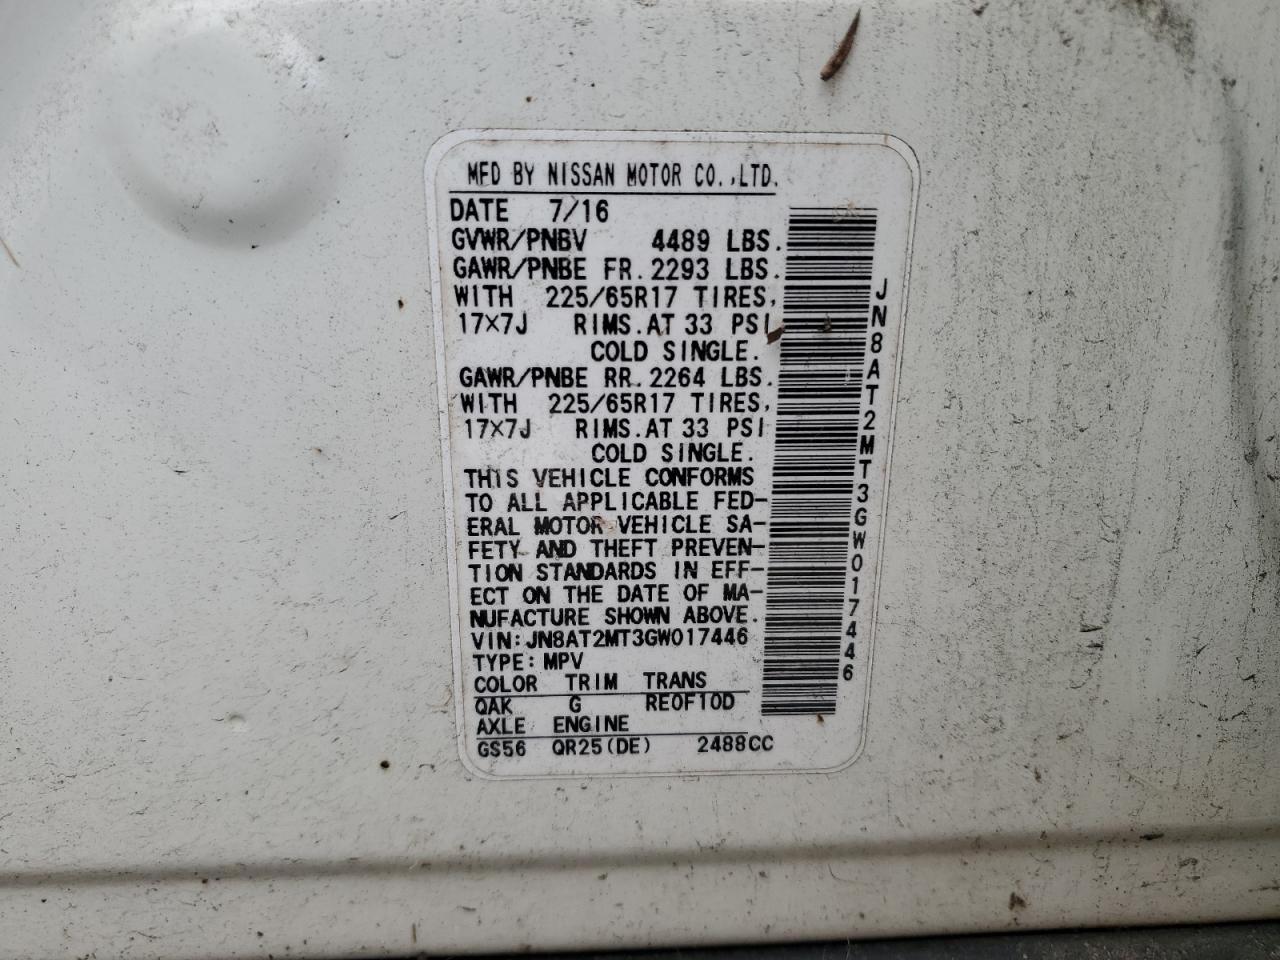 MFD BY NISSAN MOTOR CO.,LTD.
DATE 7/16
GVWR/PNBV 4489 LBS.
GAWR/PNBE FR. 2293 LBS.
WITH 225/65R17 TIRES,
17×7J RIMS.AT 33 PSI
COLD SINGLE.
GAWR/PNBE RR. 2264 LBS.
WITH 225/65R17 TIRES,
17×7J RIMS.AT 33 PSI
COLD SINGLE.
THIS VEHICLE CONFORMS
TO ALL APPLICABLE FED-
ERAL MOTOR VEHICLE SA-
FETY AND THEFT PREVEN-
TION STANDARDS IN EFF-
ECT ON THE DATE OF MA-
NUFACTURE SHOWN ABOVE.
VIN:JN8AT2MT3GW017446
TYPE:MPV
COLOR TRIM TRANS
QAK G RE0F10D
AXLE ENGINE
GS56 QR25(DE) 2488CC
JN8AT2MT3GW017446